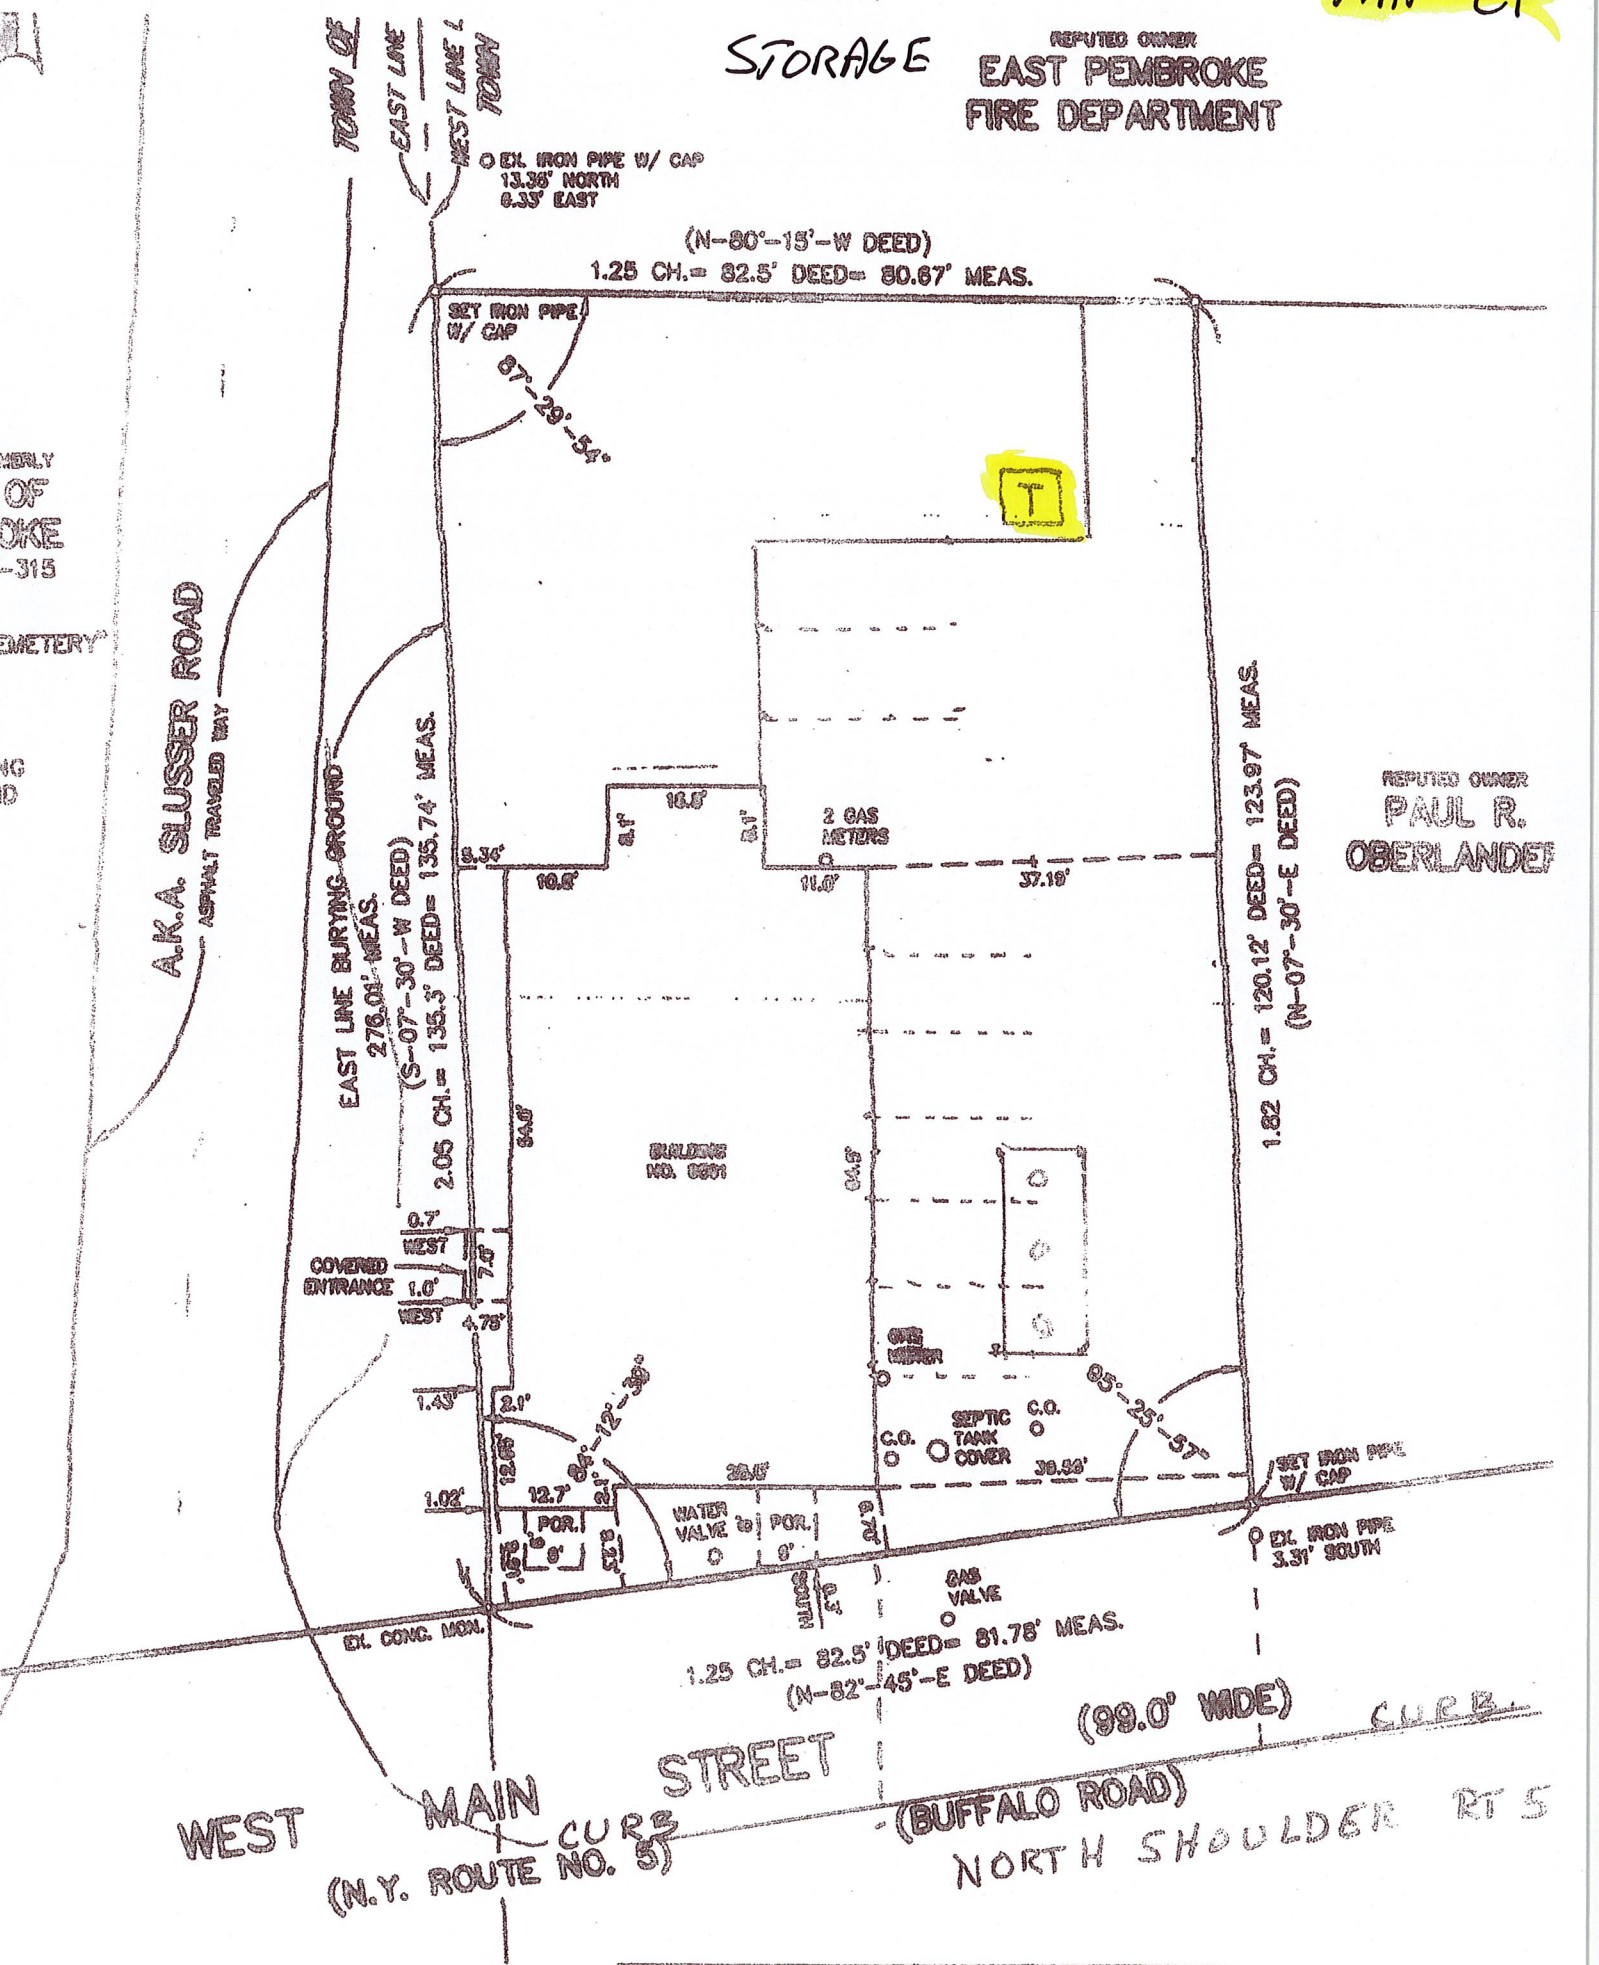 STORAGE
REPUTED OWNER
EAST PEMBROKE
FIRE DEPARTMENT
TOWN OF
EAST LINE
WEST LINE
TOWN
EX. IRON PIPE W/ CAP
13.36' NORTH
6.33' EAST
(N-80°-15'-W DEED)
1.25 CH.= 82.5' DEED= 80.67' MEAS.
SET IRON PIPE
W/ CAP
87°-29'-54"
T
OF
-315
EMETERY"
A.K.A. SLUSSER ROAD
ASPHALT TRAVELED WAY
EAST LINE BURYING GROUND
276.01' MEAS.
(S-07°-30'-W DEED)
2.05 CH.= 135.3' DEED= 135.74' MEAS.
16.8'
8.1'
8.1'
2 GAS
METERS
5.34'
10.8'
11.0'
37.19'
1.82 CH.= 120.12' DEED= 123.97' MEAS.
(N-07°-30'-E DEED)
REPUTED OWNER
PAUL R.
OBERLANDER
BUILDING
64.5'
0.7'
WEST
COVERED
ENTRANCE
1.0'
WEST
7.0'
4.75'
1.43'
2.1'
1.02'
12.7'
POR.
WATER
VALVE
POR.
GAS
METER
C.O.
SEPTIC
TANK
COVER
C.O.
85°-25'-57"
SET IRON PIPE
W/ CAP
EX. IRON PIPE
3.31' SOUTH
GAS
VALVE
SOUTH
EX. CONC. MON.
1.25 CH.= 82.5' DEED= 81.78' MEAS.
(N-82°-45'-E DEED)
(99.0' WIDE)
CURB
WEST MAIN STREET
CURB
(BUFFALO ROAD)
(N.Y. ROUTE NO. 5)
NORTH SHOULDER RT 5